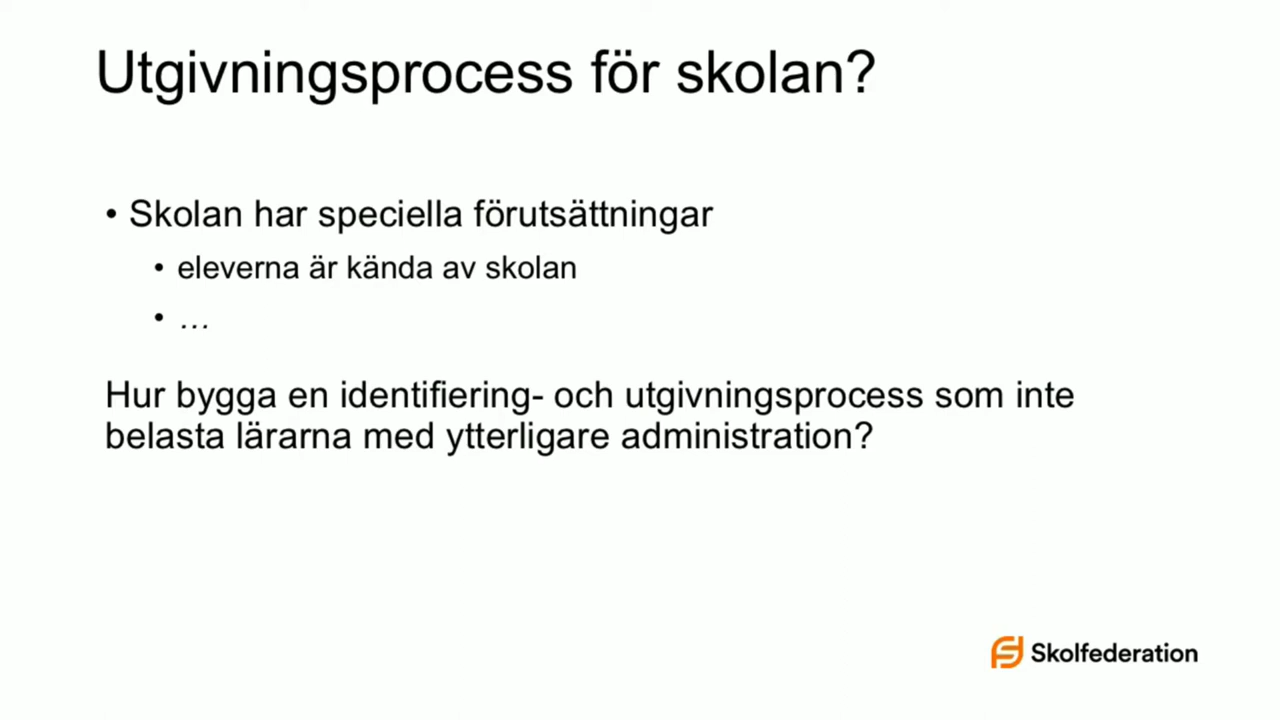 Utgivningsprocess för skolan?
• Skolan har speciella förutsättningar
• eleverna är kända av skolan
• …
Hur bygga en identifiering- och utgivningsprocess som inte
belasta lärarna med ytterligare administration?
Skolfederation